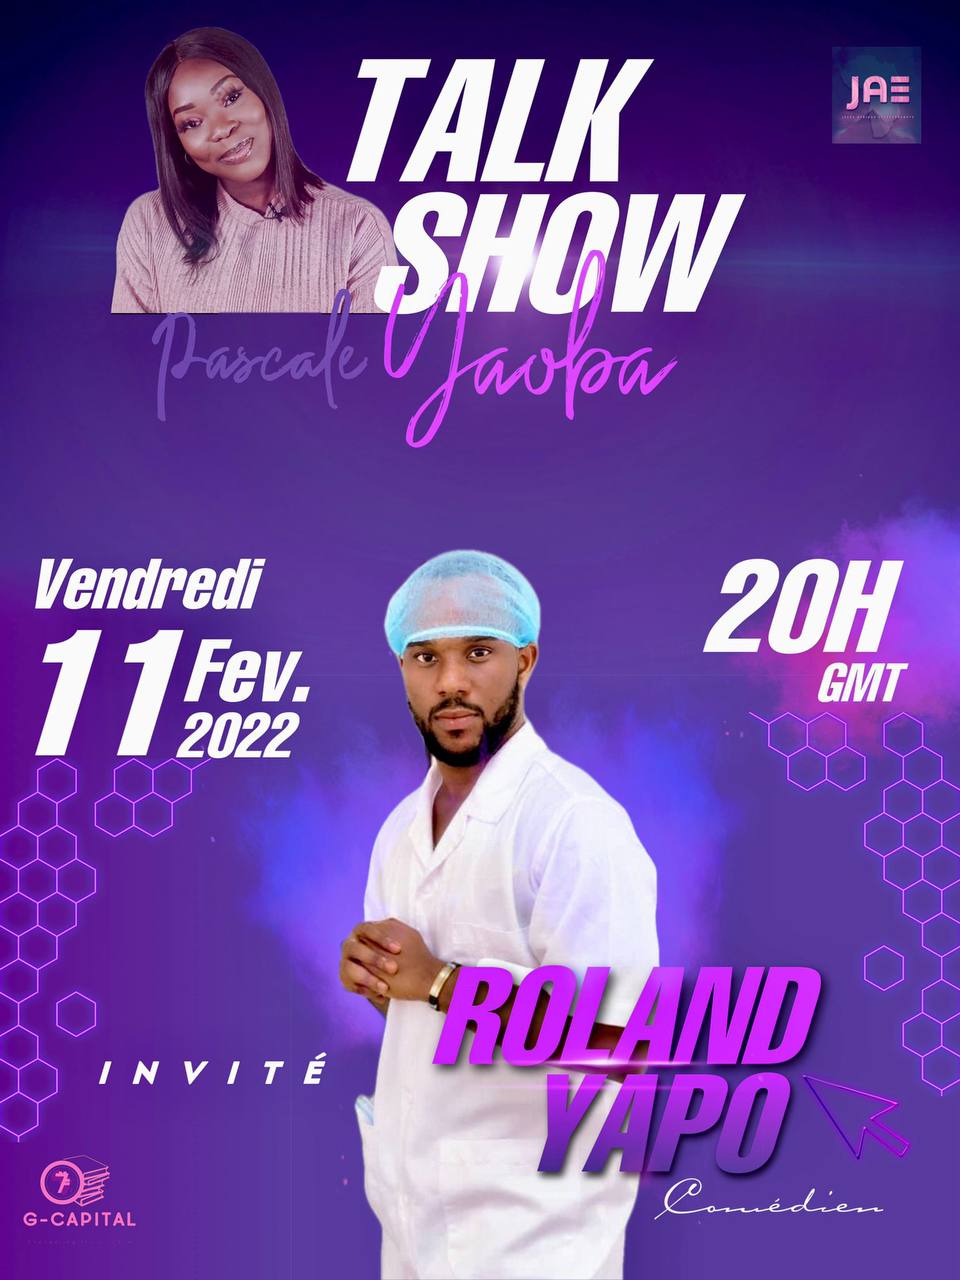 TALK
SHOW
JAE
Pascale Yaoba
Vendredi
11 Fev.
2022
20H
GMT
INVITÉ
ROLAND
YAPO
Comédien
G-CAPITAL